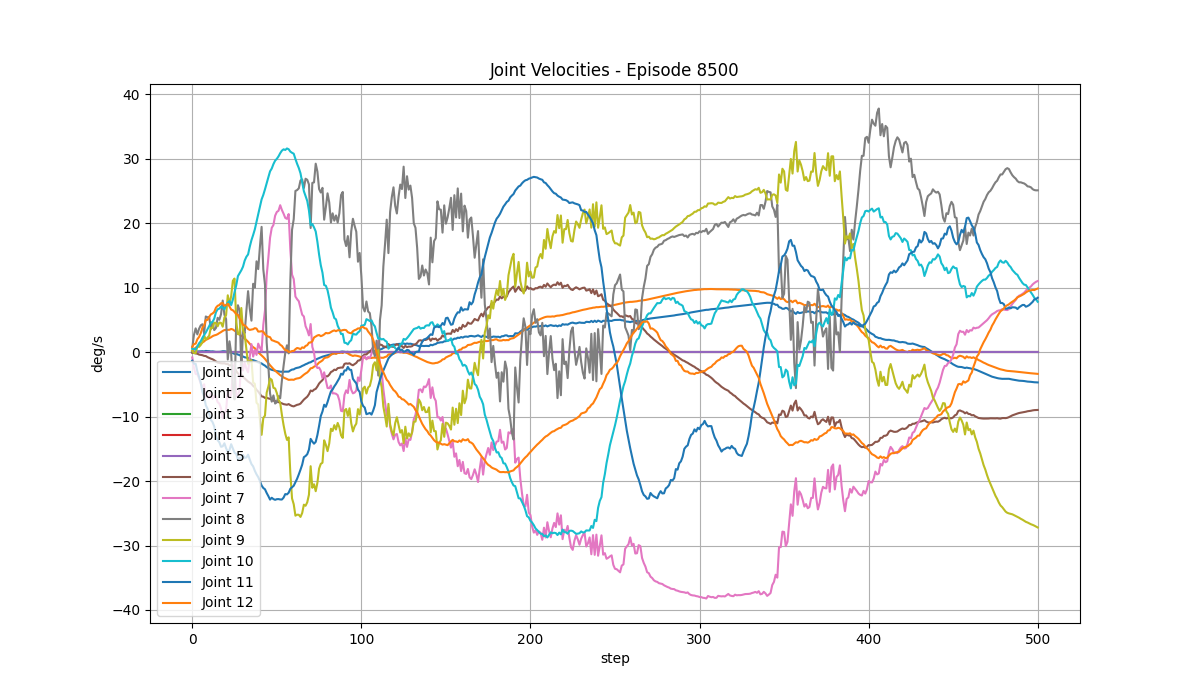 Joint Velocities - Episode 8500
deg/s
40
30
20
10
0
−10
−20
−30
−40
Joint 1
Joint 2
Joint 3
Joint 4
Joint 5
Joint 6
Joint 7
Joint 8
Joint 9
Joint 10
Joint 11
Joint 12
0 100 200 300 400 500
step